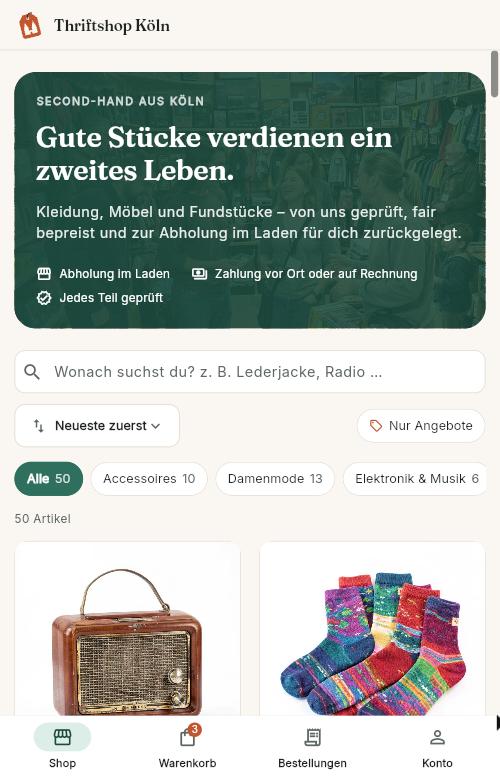 Thriftshop Köln
SECOND-HAND AUS KÖLN
Gute Stücke verdienen ein
zweites Leben.
Kleidung, Möbel und Fundstücke – von uns geprüft, fair
bepreist und zur Abholung im Laden für dich zurückgelegt.
Abholung im Laden
Zahlung vor Ort oder auf Rechnung
Jedes Teil geprüft
Wonach suchst du? z. B. Lederjacke, Radio ...
Neueste zuerst
Nur Angebote
Alle 50
Accessoires 10
Damenmode 13
Elektronik & Musik 6
50 Artikel
3
Shop
Warenkorb
Bestellungen
Konto